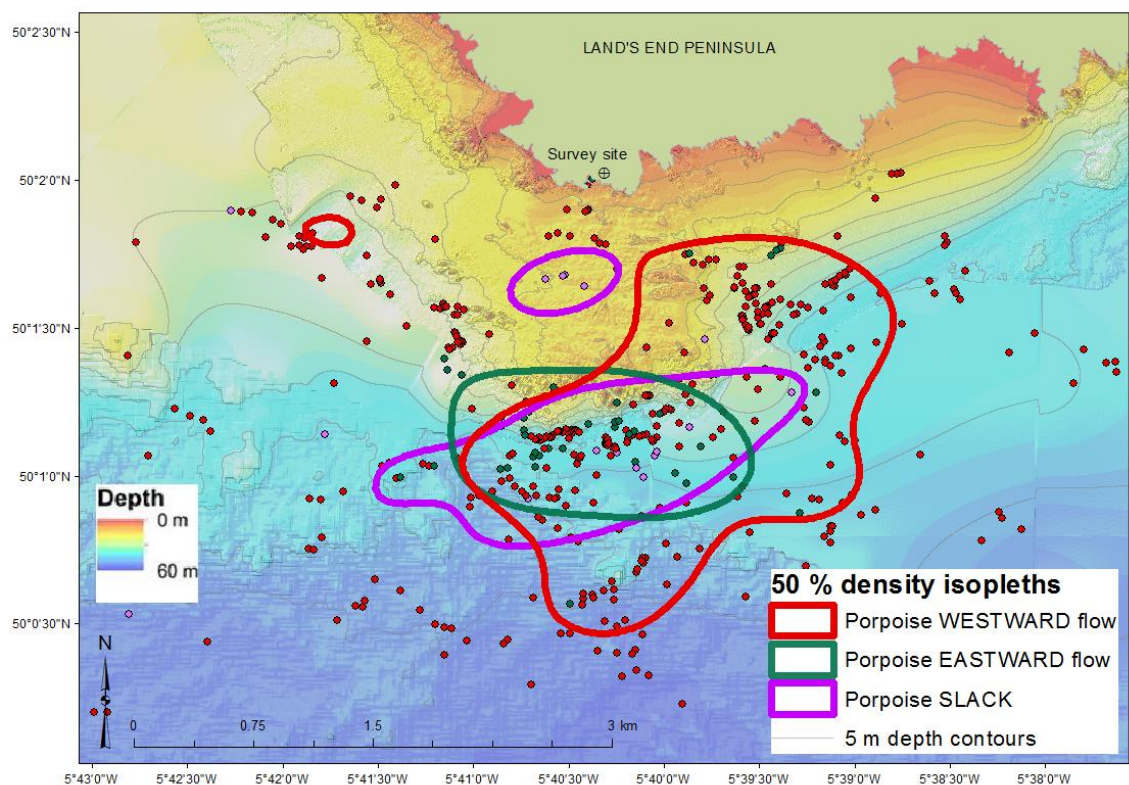 50°2'30"N
LAND'S END PENINSULA
Survey site
50°2'0"N
50°1'30"N
50°1'0"N
Depth
0 m
60 m
50°0'30"N
50 % density isopleths
Porpoise WESTWARD flow
Porpoise EASTWARD flow
Porpoise SLACK
5 m depth contours
N
0 0.75 1.5 3 km
5°43'0"W 5°42'30"W 5°42'0"W 5°41'30"W 5°41'0"W 5°40'30"W 5°40'0"W 5°39'30"W 5°39'0"W 5°38'30"W 5°38'0"W